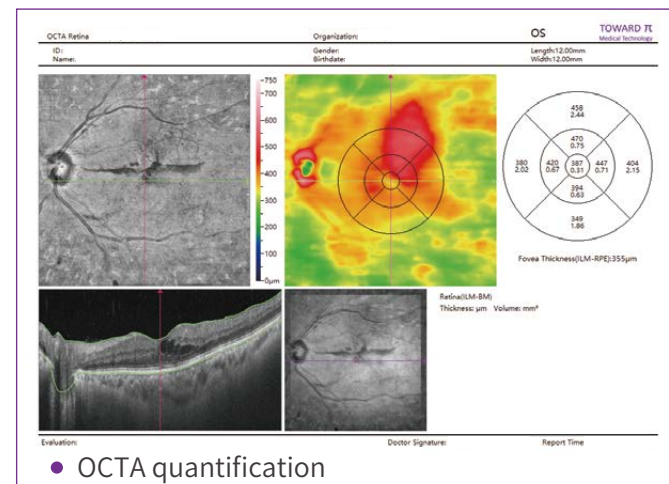 OCTA Retina
Organization:
OS
TOWARD π
Medical Technology
ID:
Name:
Gender:
Birthdate:
Length:12.00mm
Width:12.00mm
750
700
600
500
400
300
200
100
0μm
458
2.44
470
0.75
380
2.02
420
0.67
387
0.31
447
0.71
404
2.15
394
0.63
349
1.86
Fovea Thickness(ILM-RPE):355μm
Retina(ILM-BM)
Thickness: μm Volume: mm³
Evaluation:
Doctor Signature:
Report Time
• OCTA quantification